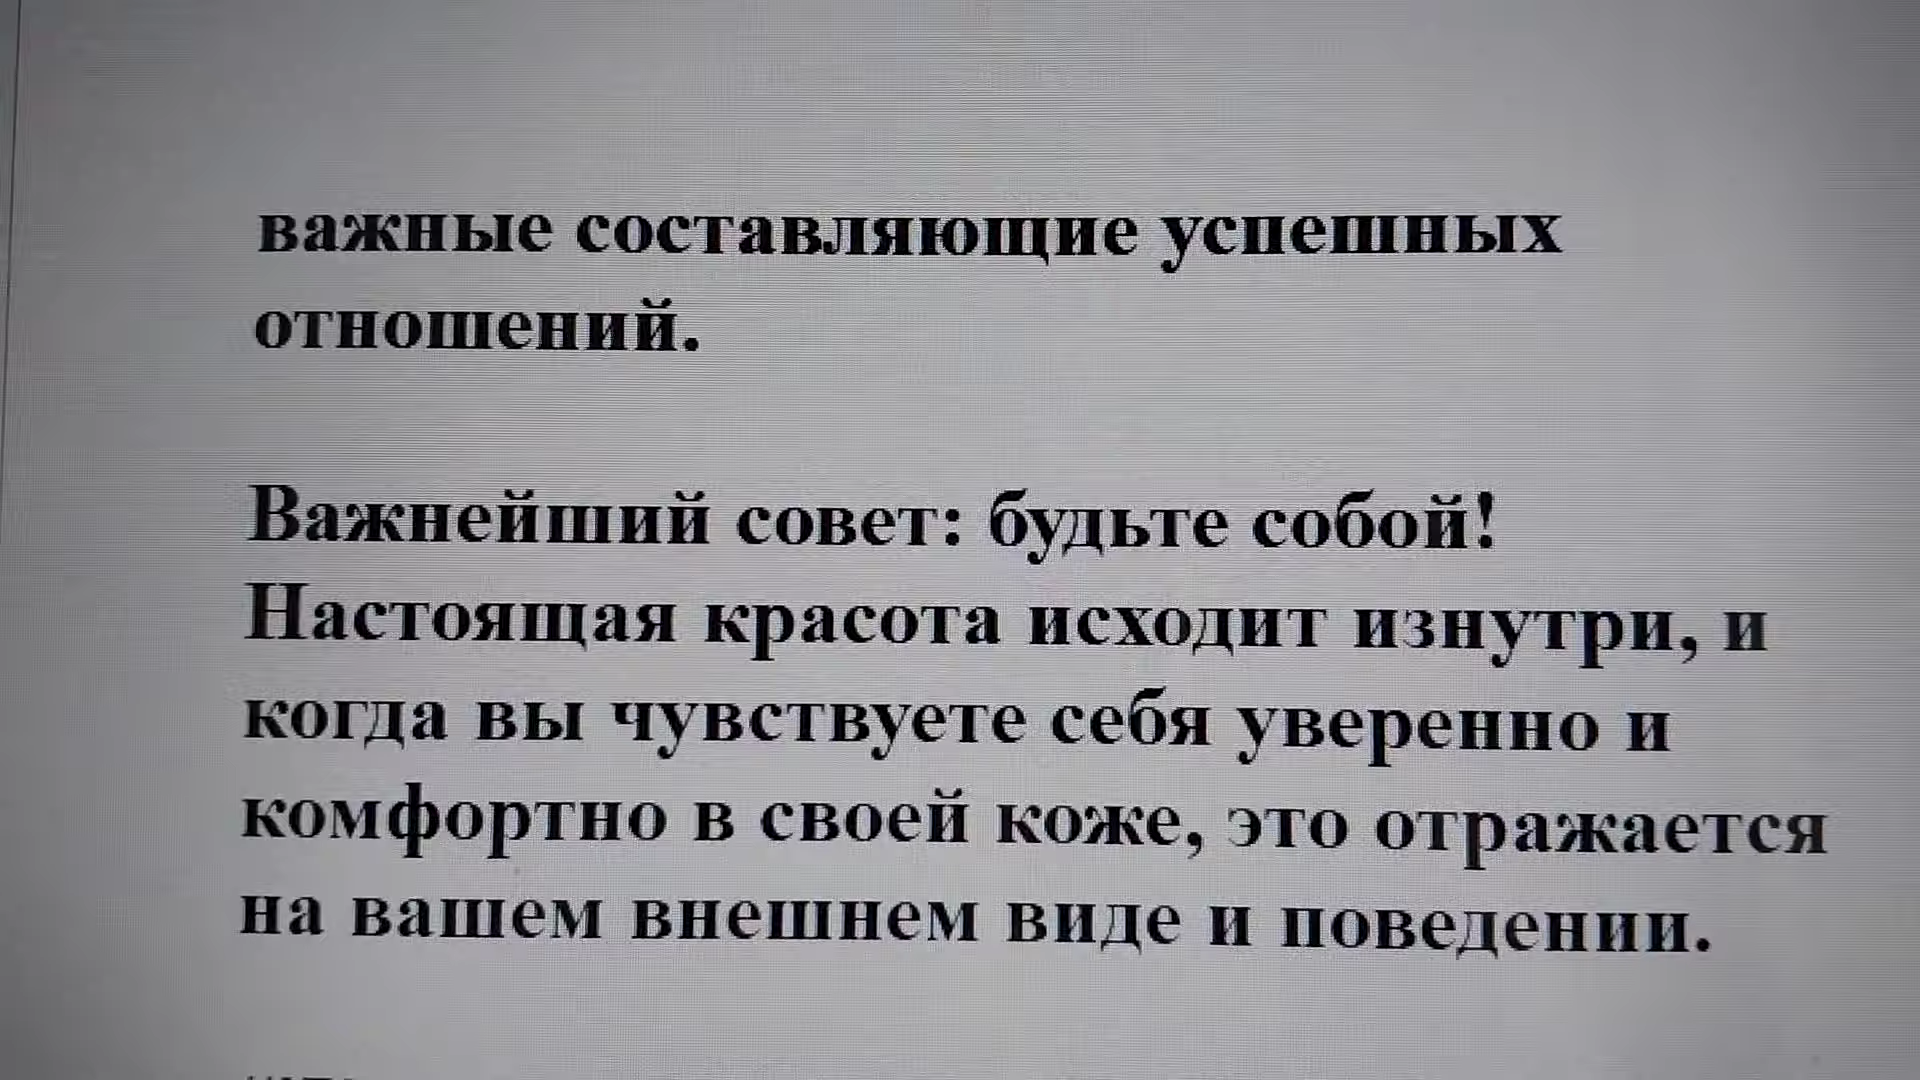 важные составляющие успешных
отношений.
Важнейший совет: будьте собой!
Настоящая красота исходит изнутри, и
когда вы чувствуете себя уверенно и
комфортно в своей коже, это отражается
на вашем внешнем виде и поведении.